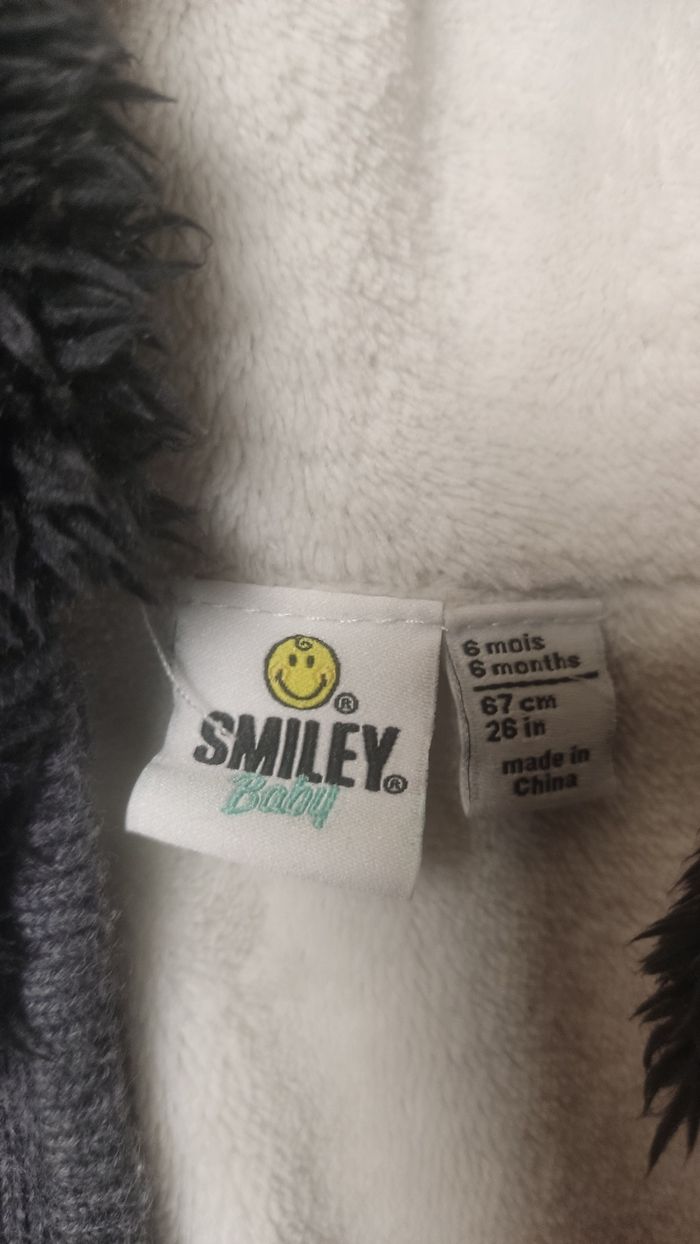 ®
SMILEY®
Baby
6 mois
6 months
67 cm
26 in
made in
China